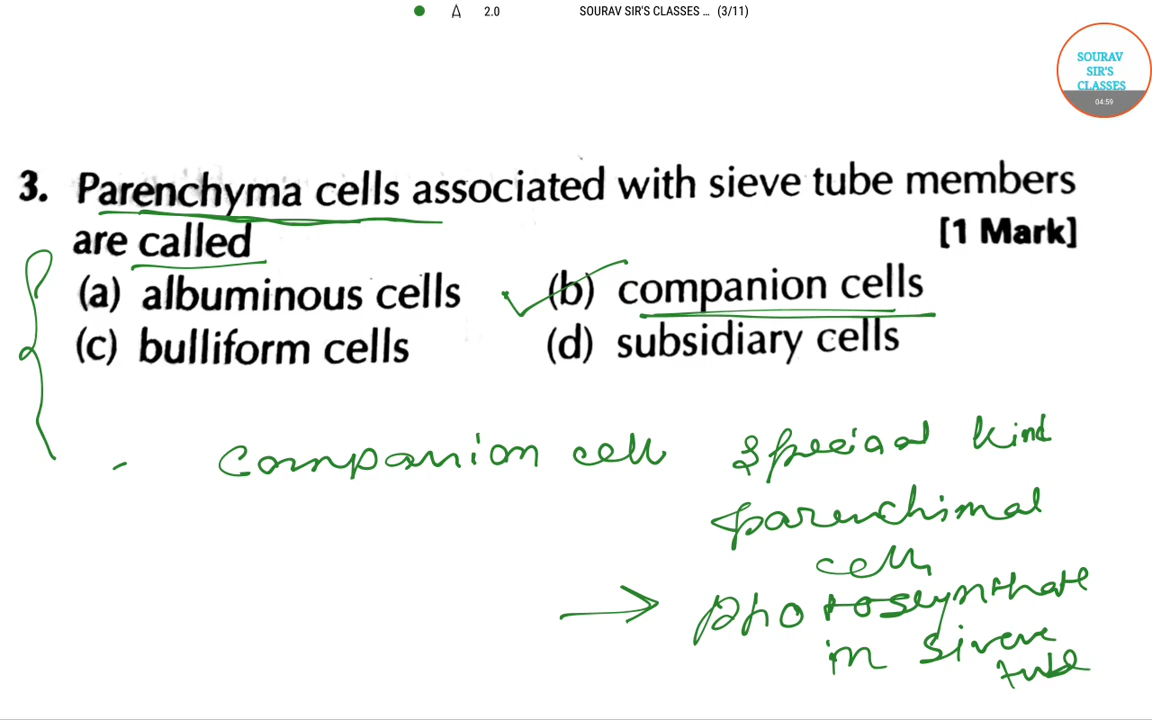 2.0 SOURAV SIR'S CLASSES ... (3/11)
SOURAV
SIR'S
CLASSES
04:59
3. Parenchyma cells associated with sieve tube members
are called [1 Mark]
(a) albuminous cells (b) companion cells
(c) bulliform cells (d) subsidiary cells
Companion cell special kind
parenchimal
cell
photosynthate
in siveve
tube